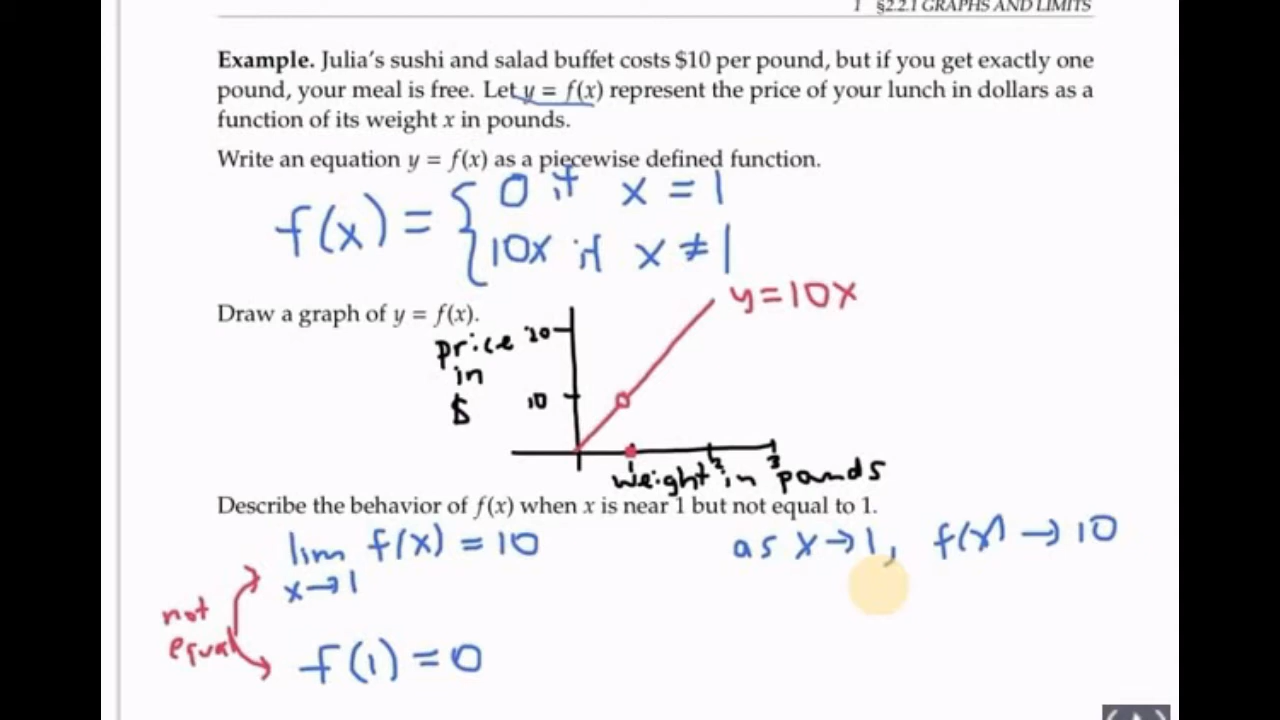 1 §2.2.1 GRAPHS AND LIMITS
Example. Julia's sushi and salad buffet costs $10 per pound, but if you get exactly one
pound, your meal is free. Let y = f(x) represent the price of your lunch in dollars as a
function of its weight x in pounds.
Write an equation y = f(x) as a piecewise defined function.
f(x) = { 0 if x = 1
10x if x ≠ 1
y=10x
Draw a graph of y = f(x).
price
in
$
20
10
2 3
weight in pounds
Describe the behavior of f(x) when x is near 1 but not equal to 1.
lim f(x) = 10
x→1
as x→1, f(x) → 10
not
equal
f(1) = 0